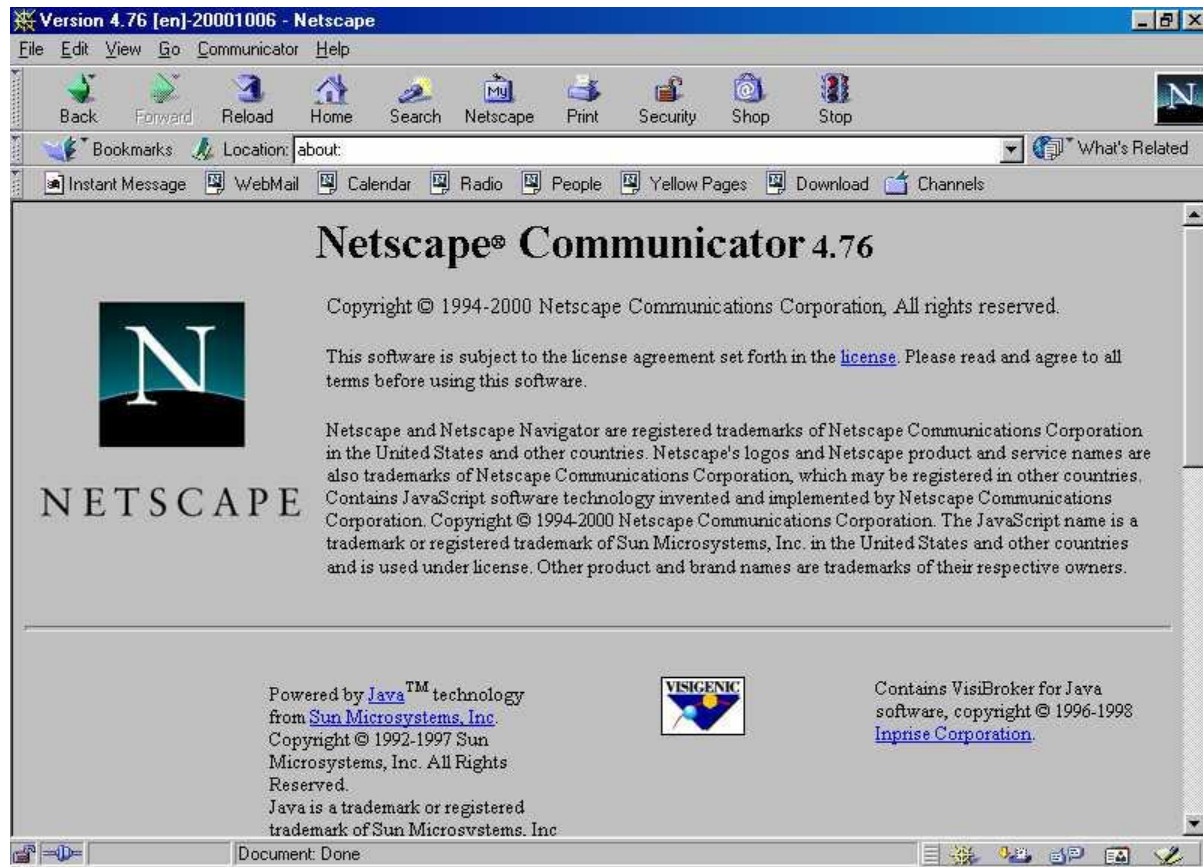 Version 4.76 [en]-20001006 - Netscape
File Edit View Go Communicator Help
Back Forward Reload Home Search Netscape Print Security Shop Stop
My
N
Bookmarks Location: about: What's Related
Instant Message WebMail Calendar Radio People Yellow Pages Download Channels
Netscape® Communicator 4.76
Copyright © 1994-2000 Netscape Communications Corporation, All rights reserved.
N
NETSCAPE
This software is subject to the license agreement set forth in the license. Please read and agree to all
terms before using this software.
Netscape and Netscape Navigator are registered trademarks of Netscape Communications Corporation
in the United States and other countries. Netscape's logos and Netscape product and service names are
also trademarks of Netscape Communications Corporation, which may be registered in other countries.
Contains JavaScript software technology invented and implemented by Netscape Communications
Corporation. Copyright © 1994-2000 Netscape Communications Corporation. The JavaScript name is a
trademark or registered trademark of Sun Microsystems, Inc. in the United States and other countries
and is used under license. Other product and brand names are trademarks of their respective owners.
Powered by Java™ technology
from Sun Microsystems, Inc.
Copyright © 1992-1997 Sun
Microsystems, Inc. All Rights
Reserved.
Java is a trademark or registered
trademark of Sun Microsystems, Inc
VISIGENIC
Contains VisiBroker for Java
software, copyright © 1996-1998
Inprise Corporation.
Document: Done